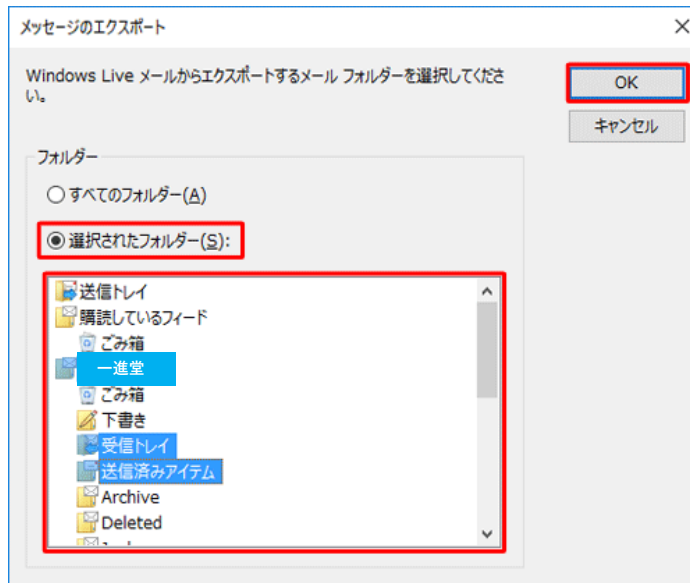 メッセージのエクスポート
Windows Live メールからエクスポートするメール フォルダーを選択してくださ
い。
OK
キャンセル
フォルダー
すべてのフォルダー(A)
選択されたフォルダー(S):
送信トレイ
購読しているフィード
ごみ箱
一進堂
ごみ箱
下書き
受信トレイ
送信済みアイテム
Archive
Deleted